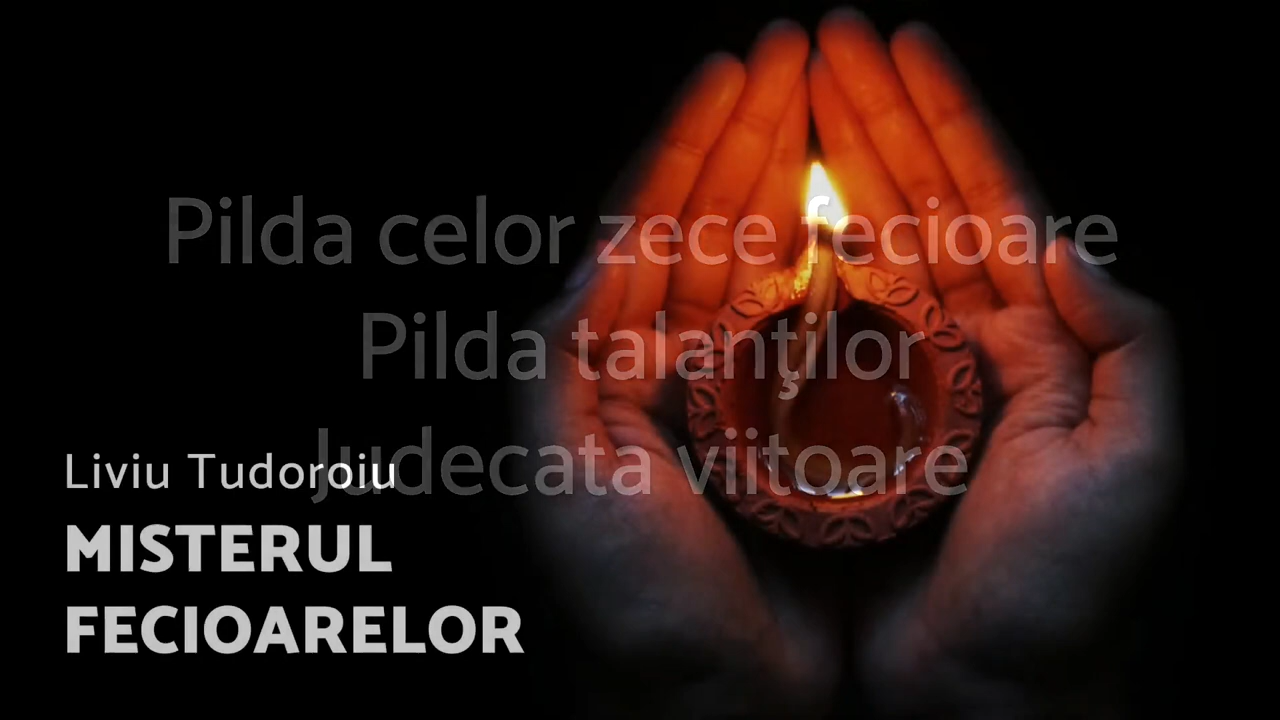 Pilda celor zece fecioare
Pilda talanţilor
Judecata viitoare
Liviu Tudoroiu
MISTERUL
FECIOARELOR